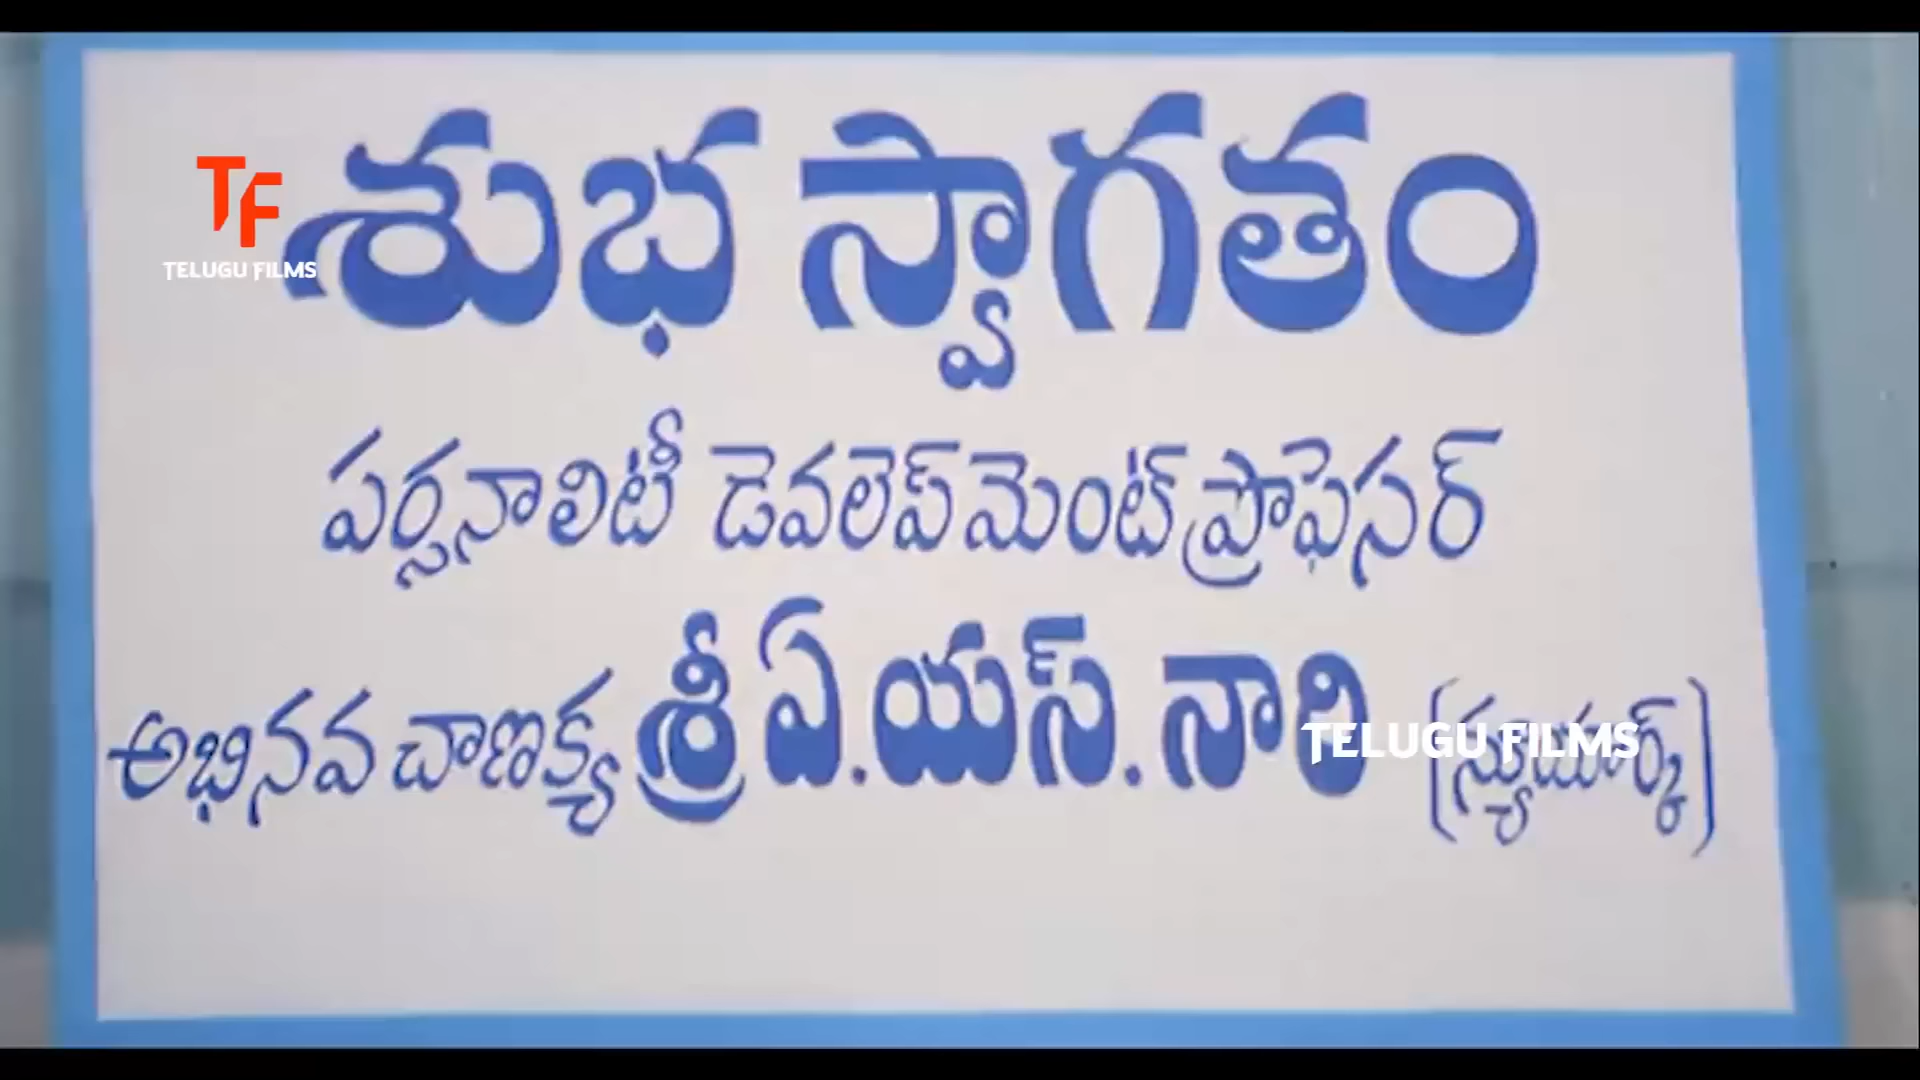 శుభ స్వాగతం
TF
TELUGU FILMS
పర్సనాలిటీ డెవలెప్ మెంట్ ప్రొఫెసర్
అభినవ చాణక్య శ్రీ ఏ.యస్. నారి (న్యూయార్క్)
TELUGU FILMS